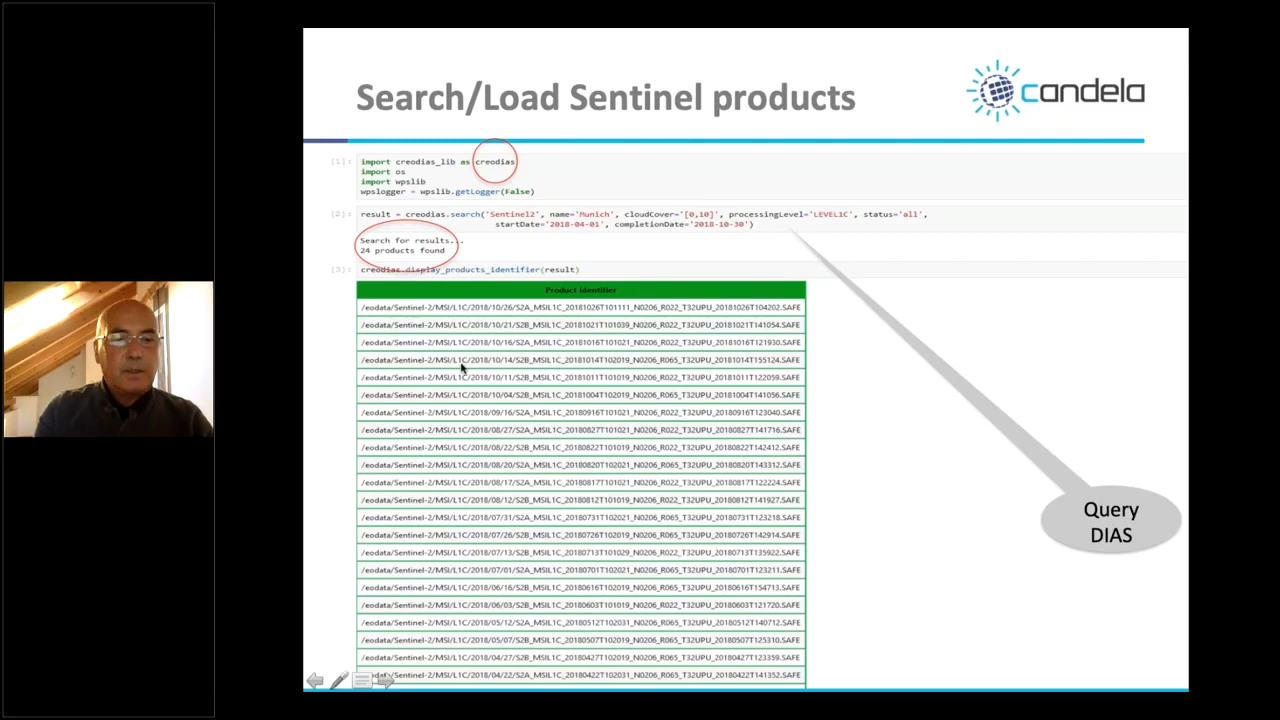 Search/Load Sentinel products
candela
[1]: import creodias_lib as creodias
import os
import wpslib
wpslogger = wpslib.getLogger(False)
[2]: result = creodias.search('Sentinel2', name='Munich', cloudCover='[0,10]', processingLevel='LEVEL1C', status='all',
startDate='2018-04-01', completionDate='2018-10-30')
Search for results...
24 products found
[3]: creodias.display_products_identifier(result)
Product identifier
/eodata/Sentinel-2/MSI/L1C/2018/10/26/S2A_MSIL1C_20181026T101111_N0206_R022_T32UPU_20181026T104202.SAFE
/eodata/Sentinel-2/MSI/L1C/2018/10/21/S2B_MSIL1C_20181021T101039_N0206_R022_T32UPU_20181021T141054.SAFE
/eodata/Sentinel-2/MSI/L1C/2018/10/16/S2A_MSIL1C_20181016T101021_N0206_R022_T32UPU_20181016T121930.SAFE
/eodata/Sentinel-2/MSI/L1C/2018/10/14/S2B_MSIL1C_20181014T102019_N0206_R065_T32UPU_20181014T155124.SAFE
/eodata/Sentinel-2/MSI/L1C/2018/10/11/S2B_MSIL1C_20181011T101019_N0206_R022_T32UPU_20181011T122059.SAFE
/eodata/Sentinel-2/MSI/L1C/2018/10/04/S2B_MSIL1C_20181004T102019_N0206_R065_T32UPU_20181004T141056.SAFE
/eodata/Sentinel-2/MSI/L1C/2018/09/16/S2A_MSIL1C_20180916T101021_N0206_R022_T32UPU_20180916T123040.SAFE
/eodata/Sentinel-2/MSI/L1C/2018/08/27/S2A_MSIL1C_20180827T101021_N0206_R022_T32UPU_20180827T141716.SAFE
/eodata/Sentinel-2/MSI/L1C/2018/08/22/S2B_MSIL1C_20180822T101019_N0206_R022_T32UPU_20180822T142412.SAFE
/eodata/Sentinel-2/MSI/L1C/2018/08/20/S2A_MSIL1C_20180820T102021_N0206_R065_T32UPU_20180820T143312.SAFE
/eodata/Sentinel-2/MSI/L1C/2018/08/17/S2A_MSIL1C_20180817T101021_N0206_R022_T32UPU_20180817T122224.SAFE
/eodata/Sentinel-2/MSI/L1C/2018/08/12/S2B_MSIL1C_20180812T101019_N0206_R022_T32UPU_20180812T141927.SAFE
/eodata/Sentinel-2/MSI/L1C/2018/07/31/S2A_MSIL1C_20180731T102021_N0206_R065_T32UPU_20180731T123218.SAFE
/eodata/Sentinel-2/MSI/L1C/2018/07/26/S2B_MSIL1C_20180726T102019_N0206_R065_T32UPU_20180726T142914.SAFE
/eodata/Sentinel-2/MSI/L1C/2018/07/13/S2B_MSIL1C_20180713T101029_N0206_R022_T32UPU_20180713T135922.SAFE
/eodata/Sentinel-2/MSI/L1C/2018/07/01/S2A_MSIL1C_20180701T102021_N0206_R065_T32UPU_20180701T123211.SAFE
/eodata/Sentinel-2/MSI/L1C/2018/06/16/S2B_MSIL1C_20180616T102019_N0206_R065_T32UPU_20180616T154713.SAFE
/eodata/Sentinel-2/MSI/L1C/2018/06/03/S2B_MSIL1C_20180603T101019_N0206_R022_T32UPU_20180603T121720.SAFE
/eodata/Sentinel-2/MSI/L1C/2018/05/12/S2A_MSIL1C_20180512T102031_N0206_R065_T32UPU_20180512T140712.SAFE
/eodata/Sentinel-2/MSI/L1C/2018/05/07/S2B_MSIL1C_20180507T102019_N0206_R065_T32UPU_20180507T125310.SAFE
/eodata/Sentinel-2/MSI/L1C/2018/04/27/S2B_MSIL1C_20180427T102019_N0206_R065_T32UPU_20180427T123359.SAFE
/eodata/Sentinel-2/MSI/L1C/2018/04/22/S2A_MSIL1C_20180422T102031_N0206_R065_T32UPU_20180422T141352.SAFE
Query
DIAS